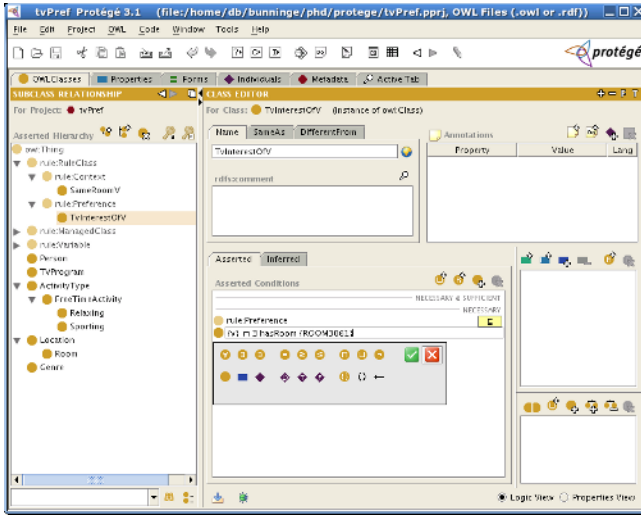 tvPref Protégé 3.1 (file:/home/db/bunninge/phd/protege/tvPref.pprj, OWL Files (.owl or .rdf))
File Edit Project OWL Code Window Tools Help
protégé
OWLClasses Properties Forms Individuals Metadata Active Tab
SUBCLASS RELATIONSHIP
CLASS EDITOR
For Project: tvPref
For Class: TvInterestOfV (instance of owl:Class)
Asserted Hierarchy
Name SameAs DifferentFrom
Annotations
owl:Thing
TvInterestOfV
Property Value Lang
rule:RuleClass
rule:Context
rdfs:comment
SameRoomV
rule:Preference
TvInterestOfV
rule:ManagedClass
rule:Variable
Person
Asserted Inferred
TVProgram
ActivityType
Asserted Conditions
FreeTimeActivity
NECESSARY & SUFFICIENT
Relaxing
NECESSARY
Sporting
rule:Preference
Location
hasRoom {ROOM3061}
Room
Genre
Logic View Properties View